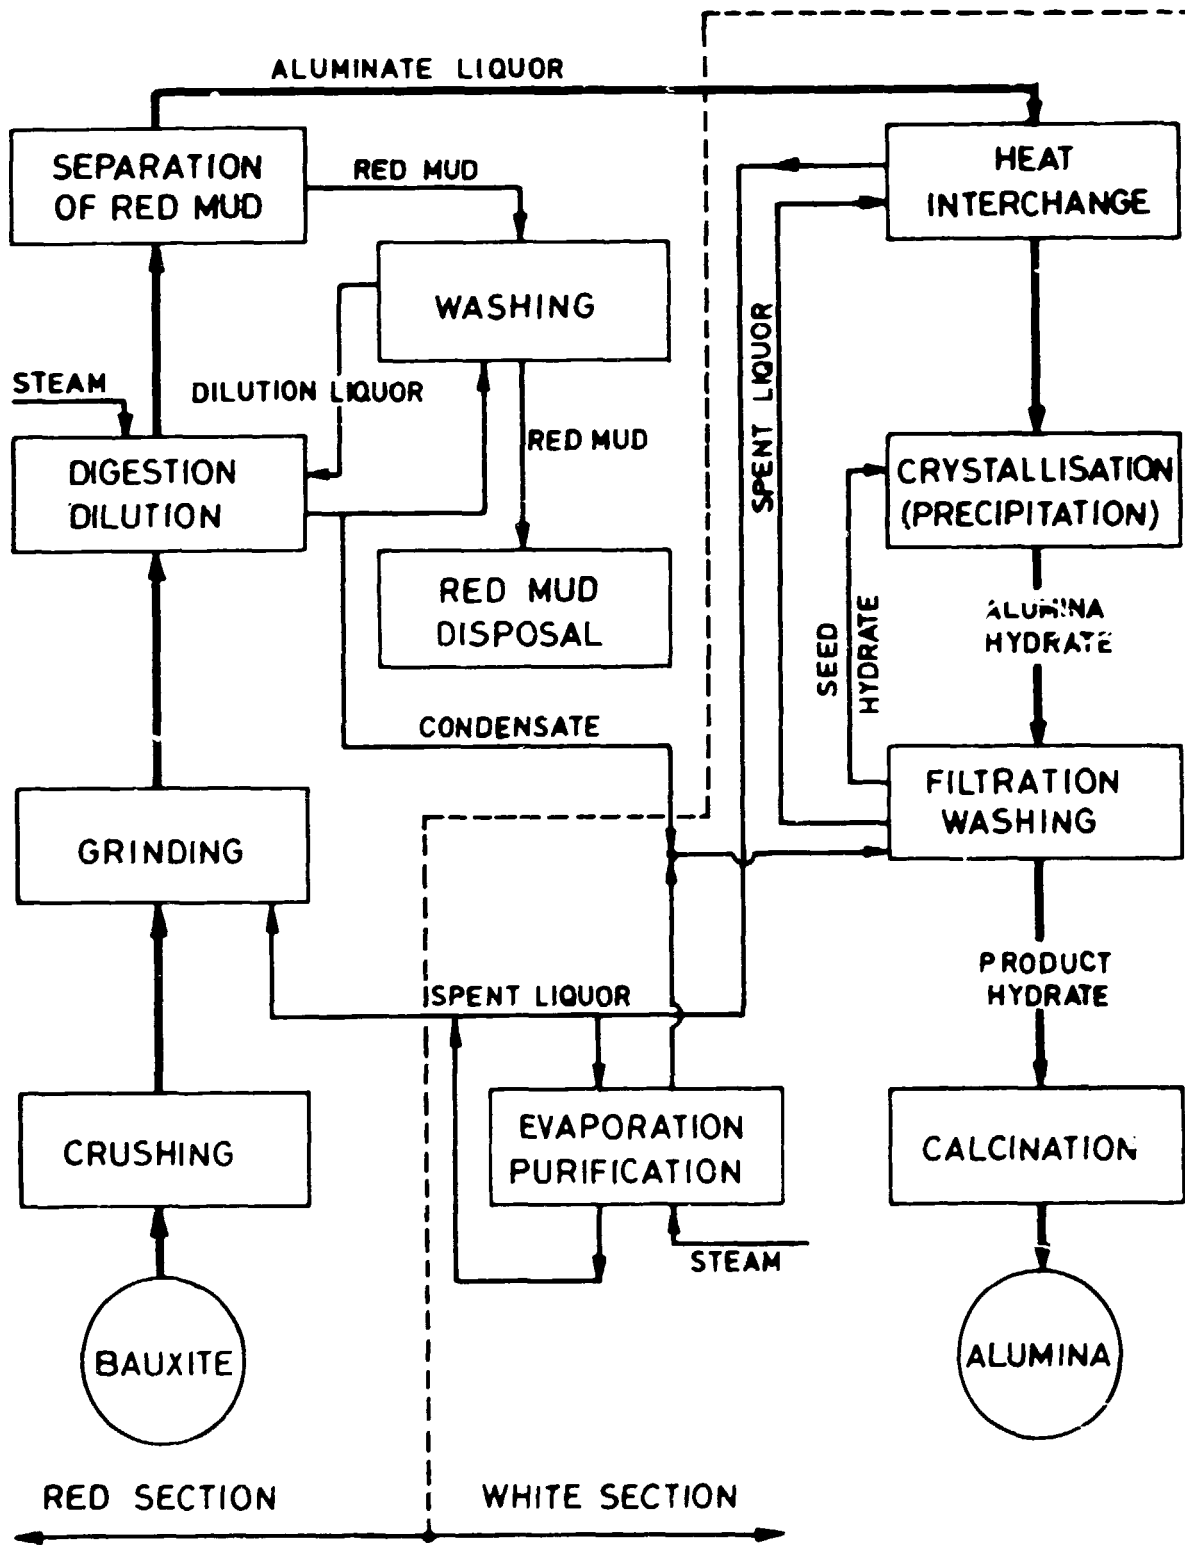 ALUMINATE LIQUOR
SEPARATION
OF RED MUD
RED MUD
HEAT
INTERCHANGE
WASHING
SPENT LIQUOR
STEAM
DILUTION LIQUOR
RED MUD
DIGESTION
DILUTION
CRYSTALLISATION
(PRECIPITATION)
RED MUD
DISPOSAL
SEED
HYDRATE
ALUMINA
HYDRATE
CONDENSATE
FILTRATION
WASHING
GRINDING
PRODUCT
HYDRATE
SPENT LIQUOR
CRUSHING
EVAPORATION
PURIFICATION
CALCINATION
STEAM
BAUXITE
ALUMINA
RED SECTION
WHITE SECTION